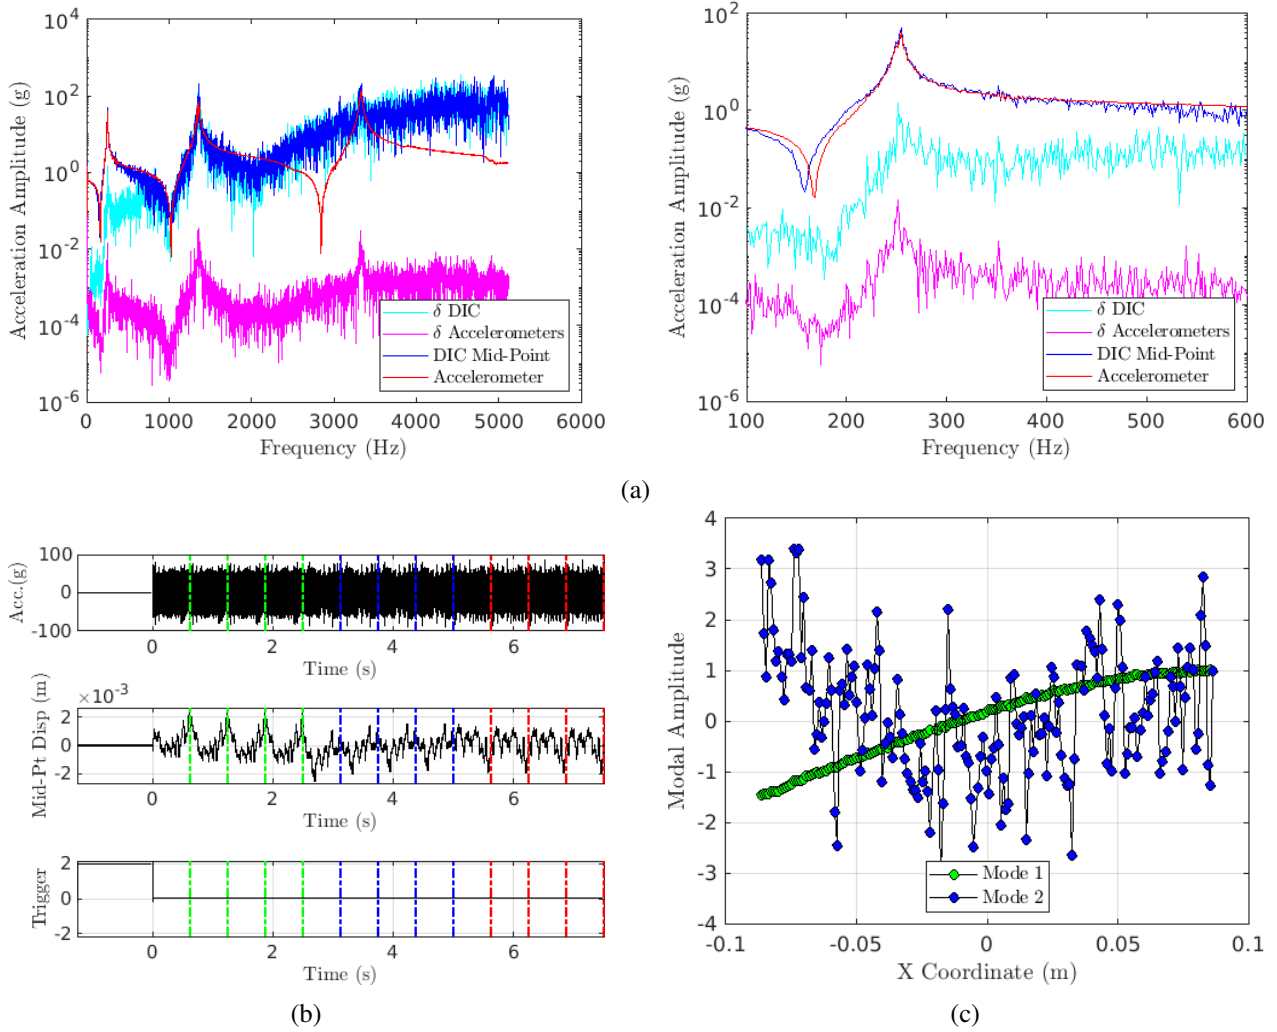 10^4
10^2
10^0
10^-2
10^-4
10^-6
0 1000 2000 3000 4000 5000 6000
Frequency (Hz)
Acceleration Amplitude (g)
δ DIC
δ Accelerometers
DIC Mid-Point
Accelerometer
10^2
10^0
10^-2
10^-4
10^-6
100 200 300 400 500 600
Frequency (Hz)
Acceleration Amplitude (g)
δ DIC
δ Accelerometers
DIC Mid-Point
Accelerometer
(a)
100
0
-100
Acc.(g)
0 2 4 6
Time (s)
×10^-3
2
0
-2
Mid-Pt Disp (m)
0 2 4 6
Time (s)
2
0
-2
Trigger
0 2 4 6
Time (s)
(b)
4
3
2
1
0
-1
-2
-3
-4
Modal Amplitude
Mode 1
Mode 2
-0.1 -0.05 0 0.05 0.1
X Coordinate (m)
(c)